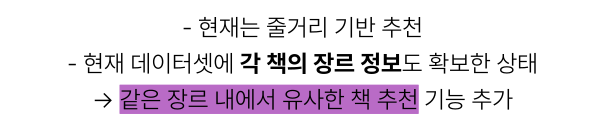 - 현재는 줄거리 기반 추천
- 현재 데이터셋에 각 책의 장르 정보도 확보한 상태
→ 같은 장르 내에서 유사한 책 추천 기능 추가